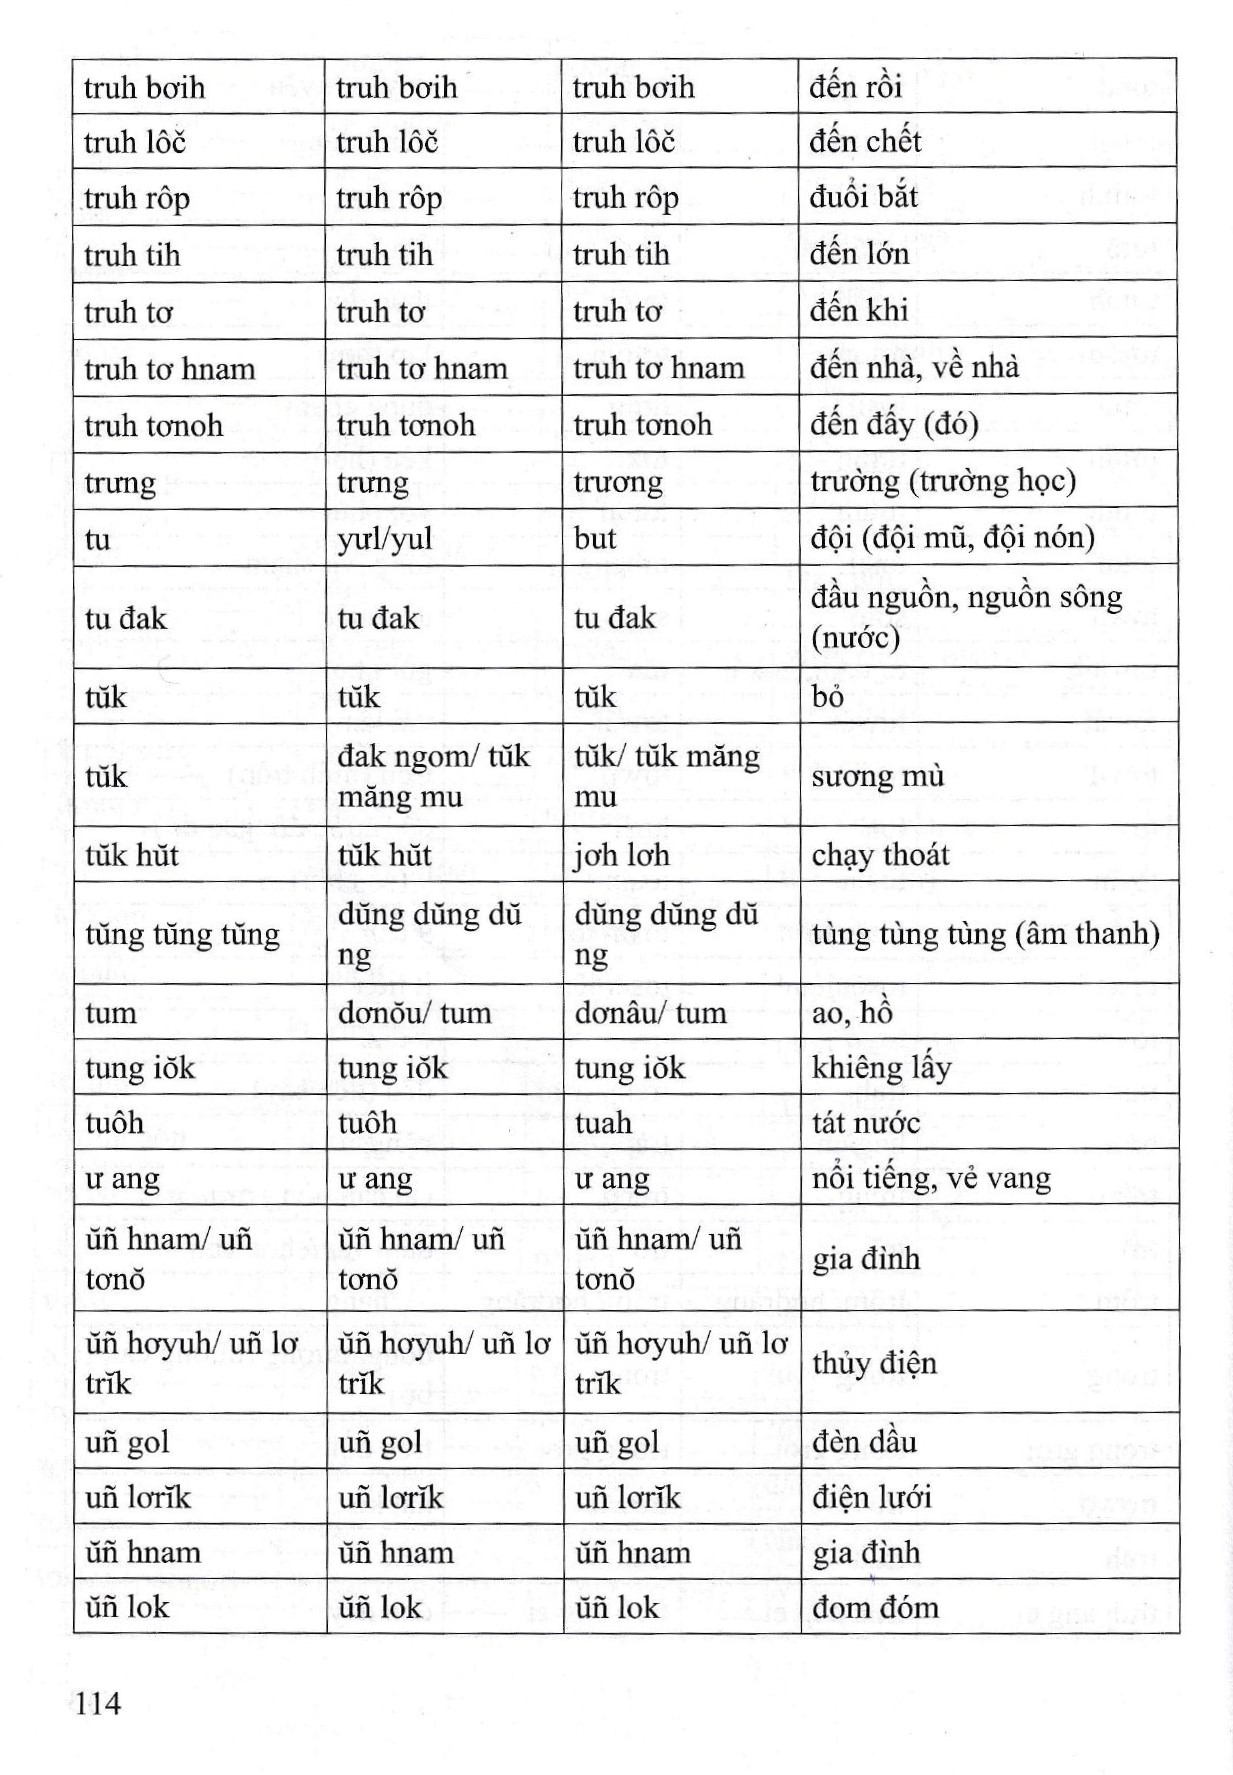 truh bơih truh bơih truh bơih đến rồi
truh lôč truh lôč truh lôč đến chết
truh rôp truh rôp truh rôp đuổi bắt
truh tih truh tih truh tih đến lớn
truh tơ truh tơ truh tơ đến khi
truh tơ hnam truh tơ hnam truh tơ hnam đến nhà, về nhà
truh tơnoh truh tơnoh truh tơnoh đến đấy (đó)
trưng trưng trương trường (trường học)
tu yưl/yul but đội (đội mũ, đội nón)
tu đak tu đak tu đak đầu nguồn, nguồn sông
(nước)
tŭk tŭk tŭk bỏ
tŭk đak ngom/ tŭk
măng mu tŭk/ tŭk măng
mu sương mù
tŭk hŭt tŭk hŭt jơh lơh chạy thoát
tŭng tŭng tŭng dŭng dŭng dŭ
ng dŭng dŭng dŭ
ng tùng tùng tùng (âm thanh)
tum dơnŏu/ tum dơnâu/ tum ao, hồ
tung iŏk tung iŏk tung iŏk khiêng lấy
tuôh tuôh tuah tát nước
ư ang ư ang ư ang nổi tiếng, vẻ vang
ŭñ hnam/ uñ
tơnŏ ŭñ hnam/ uñ
tơnŏ ŭñ hnam/ uñ
tơnŏ gia đình
ŭñ hơyuh/ uñ lơ
trĭk ŭñ hơyuh/ uñ lơ
trĭk ŭñ hơyuh/ uñ lơ
trĭk thủy điện
uñ gol uñ gol uñ gol đèn dầu
uñ lơrĭk uñ lơrĭk uñ lơrĭk điện lưới
ŭñ hnam ŭñ hnam ŭñ hnam gia đình
ŭñ lok ŭñ lok ŭñ lok đom đóm
114